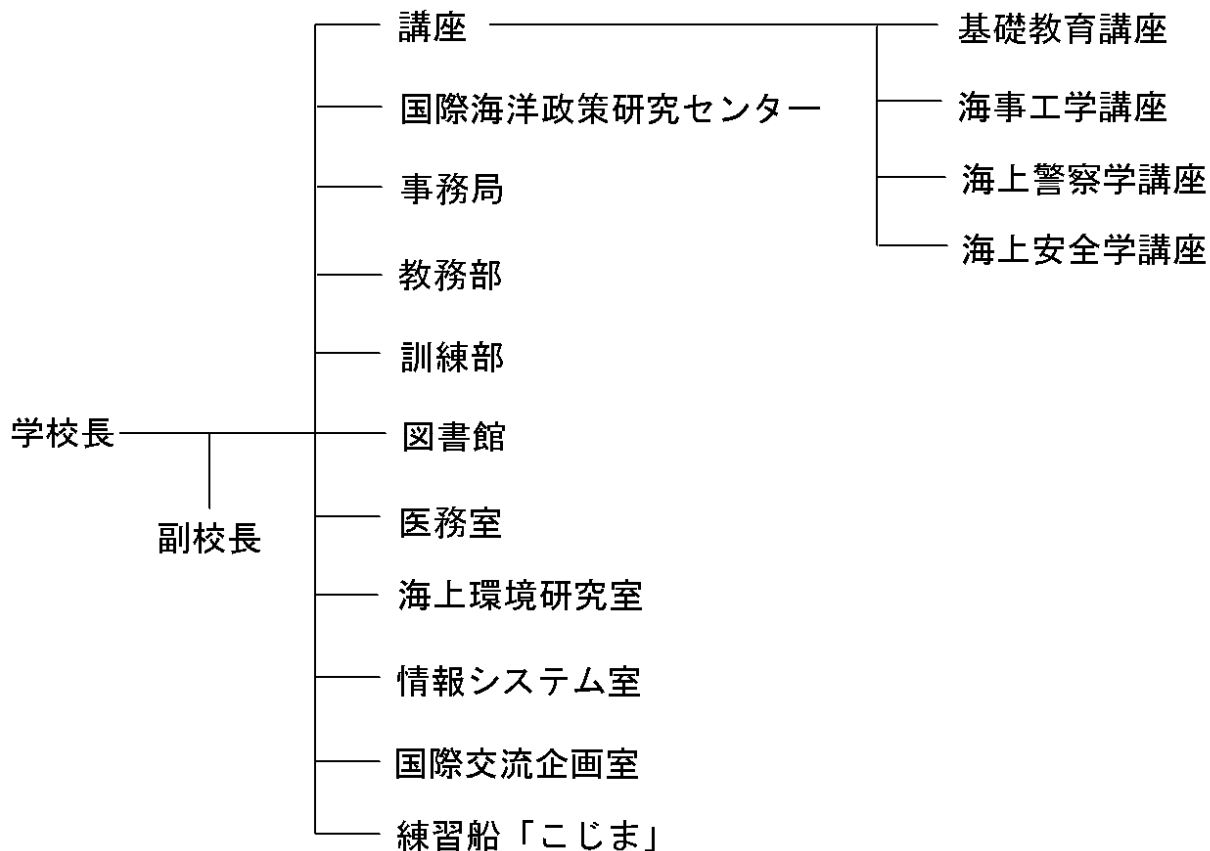 学校長
副校長
講座
国際海洋政策研究センター
事務局
教務部
訓練部
図書館
医務室
海上環境研究室
情報システム室
国際交流企画室
練習船「こじま」
基礎教育講座
海事工学講座
海上警察学講座
海上安全学講座